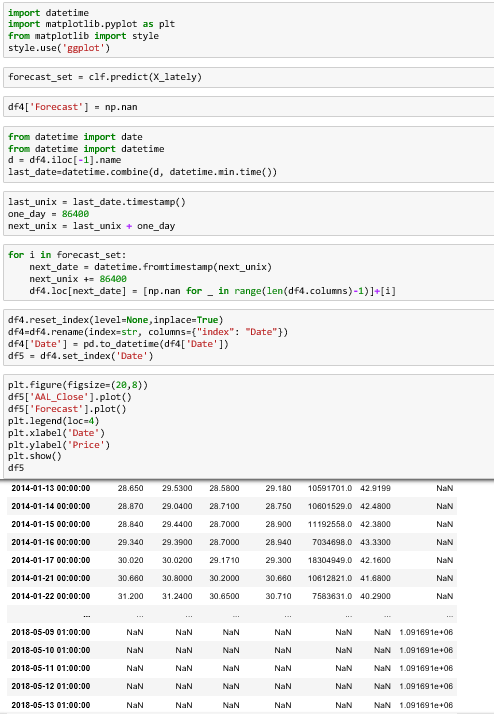 import datetime
import matplotlib.pyplot as plt
from matplotlib import style
style.use('ggplot')
forecast_set = clf.predict(X_lately)
df4['Forecast'] = np.nan
from datetime import date
from datetime import datetime
d = df4.iloc[-1].name
last_date=datetime.combine(d, datetime.min.time())
last_unix = last_date.timestamp()
one_day = 86400
next_unix = last_unix + one_day
for i in forecast_set:
    next_date = datetime.fromtimestamp(next_unix)
    next_unix += 86400
    df4.loc[next_date] = [np.nan for _ in range(len(df4.columns)-1)]+[i]
df4.reset_index(level=None,inplace=True)
df4=df4.rename(index=str, columns={"index": "Date"})
df4['Date'] = pd.to_datetime(df4['Date'])
df5 = df4.set_index('Date')
plt.figure(figsize=(20,8))
df5['AAL_Close'].plot()
df5['Forecast'].plot()
plt.legend(loc=4)
plt.xlabel('Date')
plt.ylabel('Price')
plt.show()
df5
2014-01-13 00:00:00 28.650 29.5300 28.5800 29.180 10591701.0 42.9199 NaN
2014-01-14 00:00:00 28.870 29.0400 28.7100 28.750 10601529.0 42.4800 NaN
2014-01-15 00:00:00 28.840 29.4400 28.7000 28.900 11192558.0 42.3800 NaN
2014-01-16 00:00:00 29.340 29.3900 28.7000 28.940 7034698.0 43.3300 NaN
2014-01-17 00:00:00 30.020 30.0200 29.1710 29.300 18304949.0 42.1600 NaN
2014-01-21 00:00:00 30.660 30.8000 30.2000 30.660 10612821.0 41.6800 NaN
2014-01-22 00:00:00 31.200 31.2400 30.6500 30.710 7583631.0 40.2900 NaN
... ... ... ... ... ... ... ...
2018-05-09 01:00:00 NaN NaN NaN NaN NaN NaN 1.091691e+06
2018-05-10 01:00:00 NaN NaN NaN NaN NaN NaN 1.091691e+06
2018-05-11 01:00:00 NaN NaN NaN NaN NaN NaN 1.091691e+06
2018-05-12 01:00:00 NaN NaN NaN NaN NaN NaN 1.091691e+06
2018-05-13 01:00:00 NaN NaN NaN NaN NaN NaN 1.091691e+06